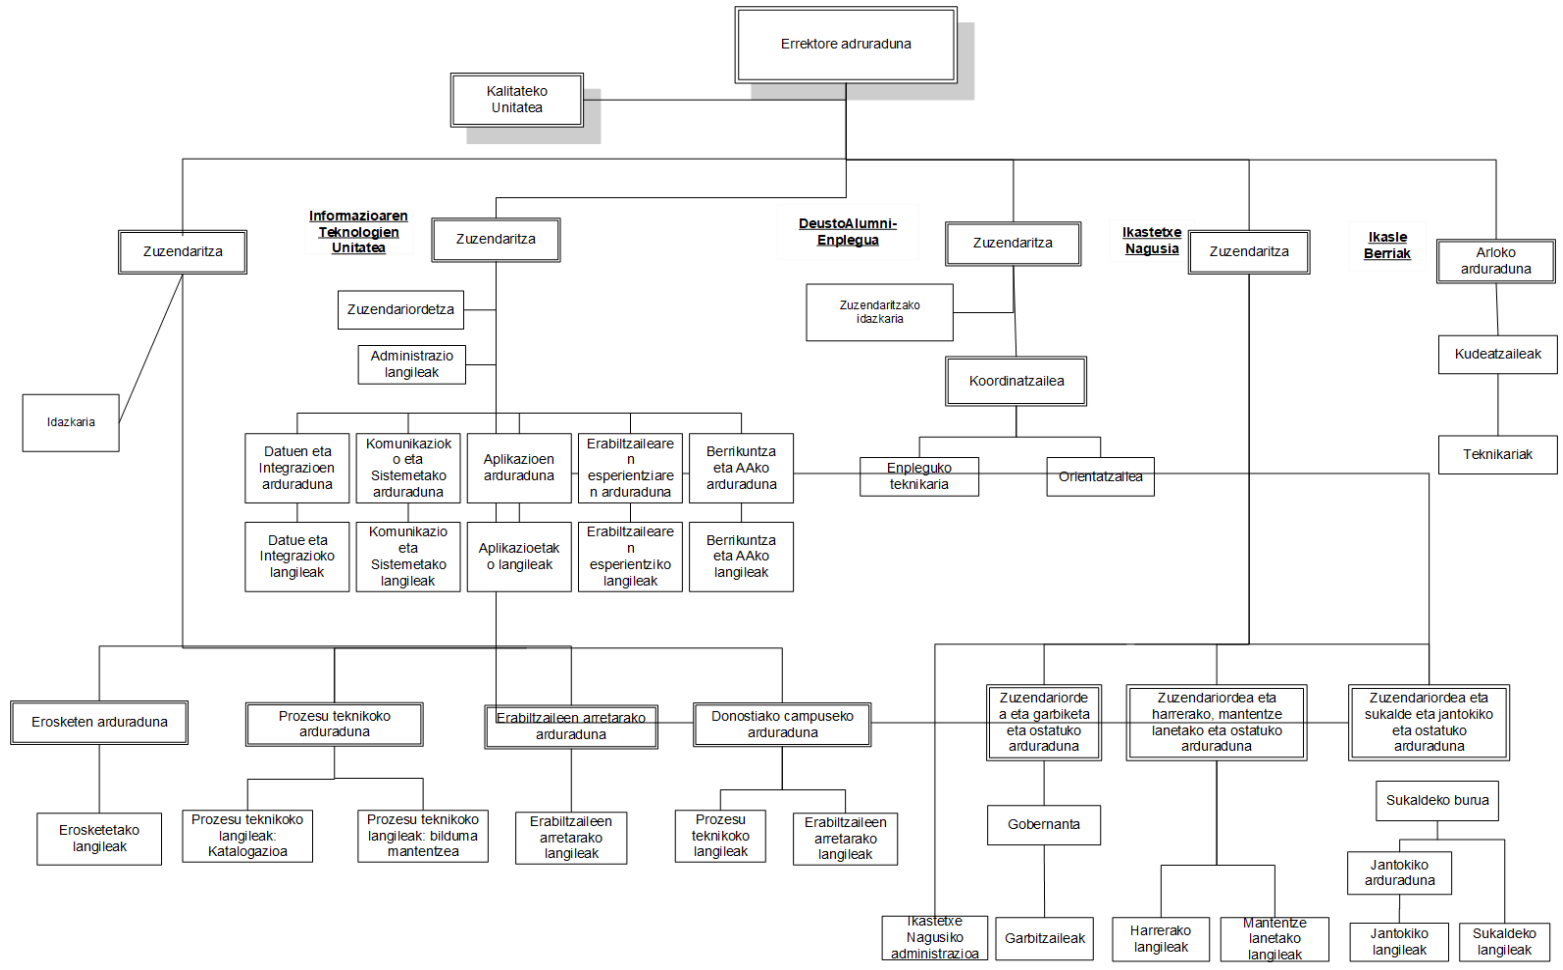 Errektore adruraduna
Kalitateko
Unitatea
Zuzendaritza
Informazioaren
Teknologien
Unitatea
Zuzendaritza
DeustoAlumni-
Enplegua
Zuzendaritza
Ikastetxe
Nagusia
Zuzendaritza
Ikasle
Berriak
Arloko
arduraduna
Zuzendariordetza
Zuzendaritzako
idazkaria
Administrazio
langileak
Kudeatzaileak
Koordinatzailea
Idazkaria
Datuen eta
Integrazioen
arduraduna
Komunikaziok
o eta
Sistemetako
arduraduna
Aplikazioen
arduraduna
Erabiltzaileare
n
esperientziare
n arduraduna
Berrikuntza
eta AAko
arduraduna
Enpleguko
teknikaria
Orientatzailea
Teknikariak
Datue eta
Integrazioko
langileak
Komunikazio
eta
Sistemetako
langileak
Aplikazioetak
o langileak
Erabiltzaileare
n
esperientziko
langileak
Berrikuntza
eta AAko
langileak
Erosketen arduraduna
Prozesu teknikoko
arduraduna
Erabiltzaileen arretarako
arduraduna
Donostiako campuseko
arduraduna
Zuzendariorde
a eta garbiketa
eta ostatuko
arduraduna
Zuzendariordea eta
harrerako, mantentze
lanetako eta ostatuko
arduraduna
Zuzendariordea eta
sukalde eta jantokiko
eta ostatuko
arduraduna
Erosketetako
langileak
Prozesu teknikoko
langileak:
Katalogazioa
Prozesu teknikoko
langileak: bilduma
mantentzea
Erabiltzaileen
arretarako
langileak
Prozesu
teknikoko
langileak
Erabiltzaileen
arretarako
langileak
Gobernanta
Sukaldeko burua
Jantokiko
arduraduna
Ikastetxe
Nagusiko
administrazioa
Garbitzaileak
Harrerako
langileak
Mantentze
lanetako
langileak
Jantokiko
langileak
Sukaldeko
langileak